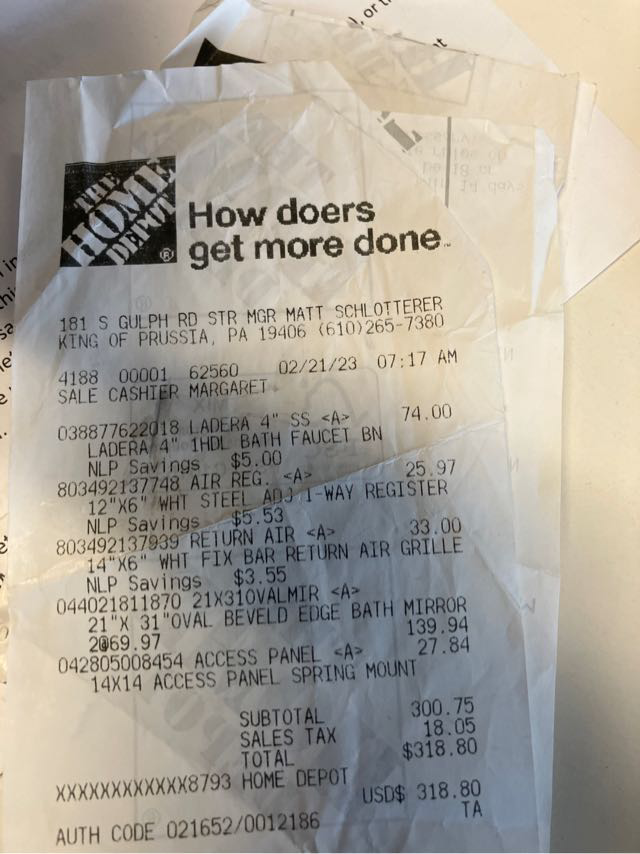 THE
HOME
DEPOT
®
How doers
get more done™
181 S GULPH RD STR MGR MATT SCHLOTTERER
KING OF PRUSSIA, PA 19406 (610)265-7380
4188 00001 62560 02/21/23 07:17 AM
SALE CASHIER MARGARET
038877622018 LADERA 4" SS <A> 74.00
LADERA 4" 1HDL BATH FAUCET BN
NLP Savings $5.00
803492137748 AIR REG. <A> 25.97
12"X6" WHT STEEL ADJ 1-WAY REGISTER
NLP Savings $5.53
803492137939 RETURN AIR <A> 33.00
14"X6" WHT FIX BAR RETURN AIR GRILLE
NLP Savings $3.55
044021811870 21X31OVALMIR <A>
21"X 31"OVAL BEVELD EDGE BATH MIRROR
2@69.97 139.94
042805008454 ACCESS PANEL <A> 27.84
14X14 ACCESS PANEL SPRING MOUNT
SUBTOTAL 300.75
SALES TAX 18.05
TOTAL $318.80
XXXXXXXXXXXX8793 HOME DEPOT
USD$ 318.80
AUTH CODE 021652/0012186 TA